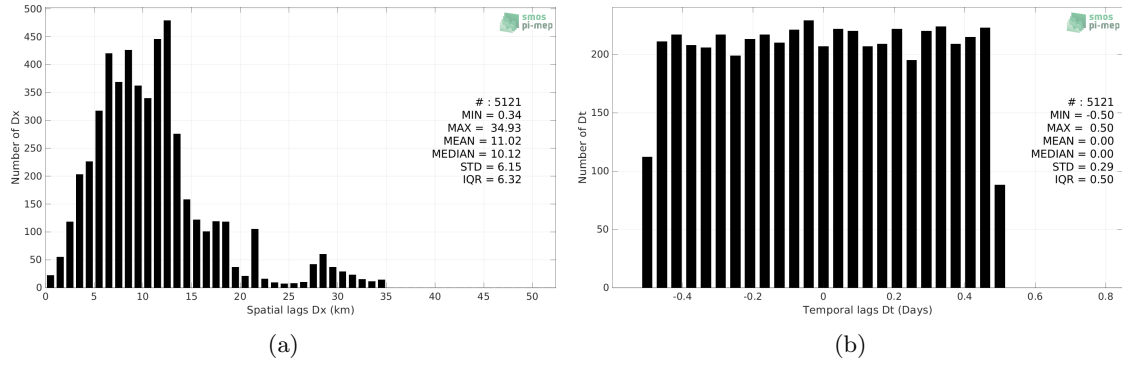 500
450
400
350
300
250
200
150
100
50
0
Number of Dx
0 5 10 15 20 25 30 35 40 45 50
Spatial lags Dx (km)
smos
pi-mep
# : 5121
MIN = 0.34
MAX = 34.93
MEAN = 11.02
MEDIAN = 10.12
STD = 6.15
IQR = 6.32
(a)
200
150
100
50
0
Number of Dt
-0.4 -0.2 0 0.2 0.4 0.6 0.8
Temporal lags Dt (Days)
smos
pi-mep
# : 5121
MIN = -0.50
MAX = 0.50
MEAN = 0.00
MEDIAN = 0.00
STD = 0.29
IQR = 0.50
(b)